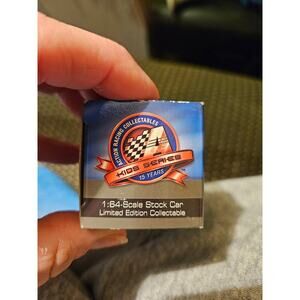 ACTION RACING COLLECTABLES
KIDS SERIES
15 YEARS
1:64-Scale Stock Car
Limited Edition Collectable